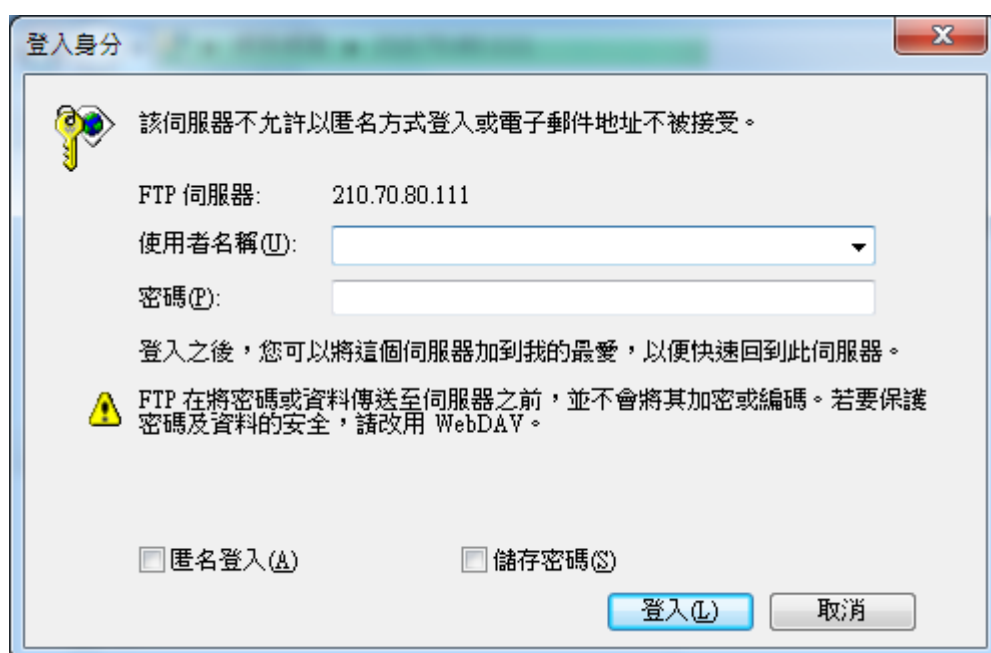 登入身分
該伺服器不允許以匿名方式登入或電子郵件地址不被接受。
FTP 伺服器: 210.70.80.111
使用者名稱(U):
密碼(P):
登入之後，您可以將這個伺服器加到我的最愛，以便快速回到此伺服器。
FTP 在將密碼或資料傳送至伺服器之前，並不會將其加密或編碼。若要保護
密碼及資料的安全，請改用 WebDAV。
匿名登入(A) 儲存密碼(S)
登入(L) 取消